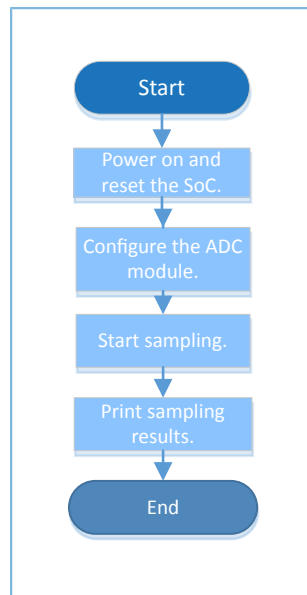 Start
Power on and
reset the SoC.
Configure the ADC
module.
Start sampling.
Print sampling
results.
End